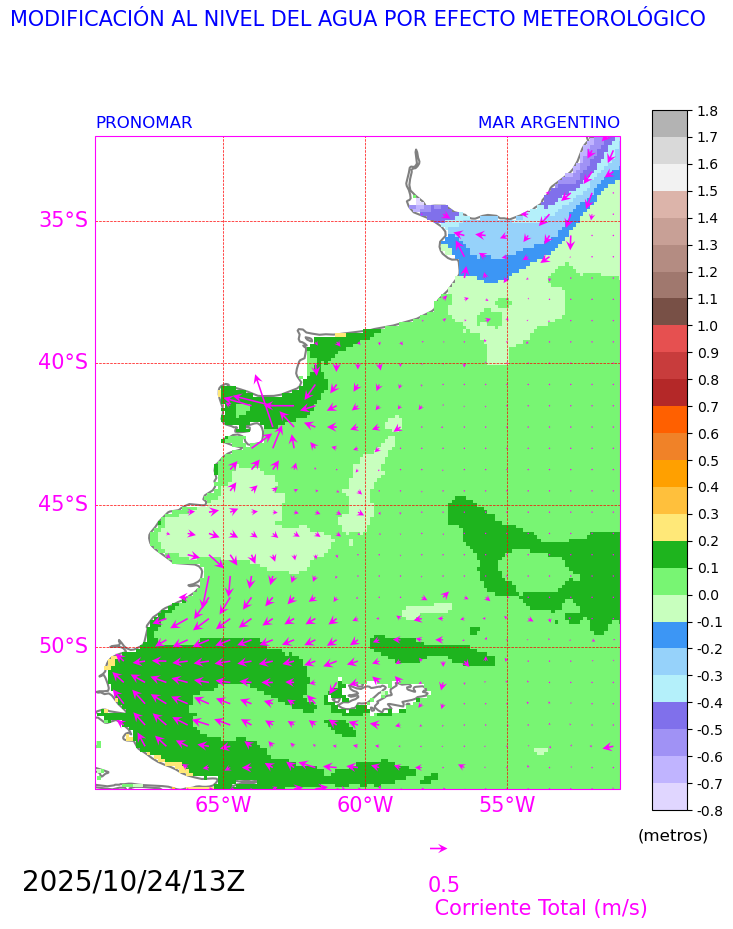 MODIFICACIÓN AL NIVEL DEL AGUA POR EFECTO METEOROLÓGICO
PRONOMAR MAR ARGENTINO
35°S
40°S
45°S
50°S
65°W 60°W 55°W
1.8
1.7
1.6
1.5
1.4
1.3
1.2
1.1
1.0
0.9
0.8
0.7
0.6
0.5
0.4
0.3
0.2
0.1
0.0
-0.1
-0.2
-0.3
-0.4
-0.5
-0.6
-0.7
-0.8
(metros)
2025/10/24/13Z
0.5
Corriente Total (m/s)